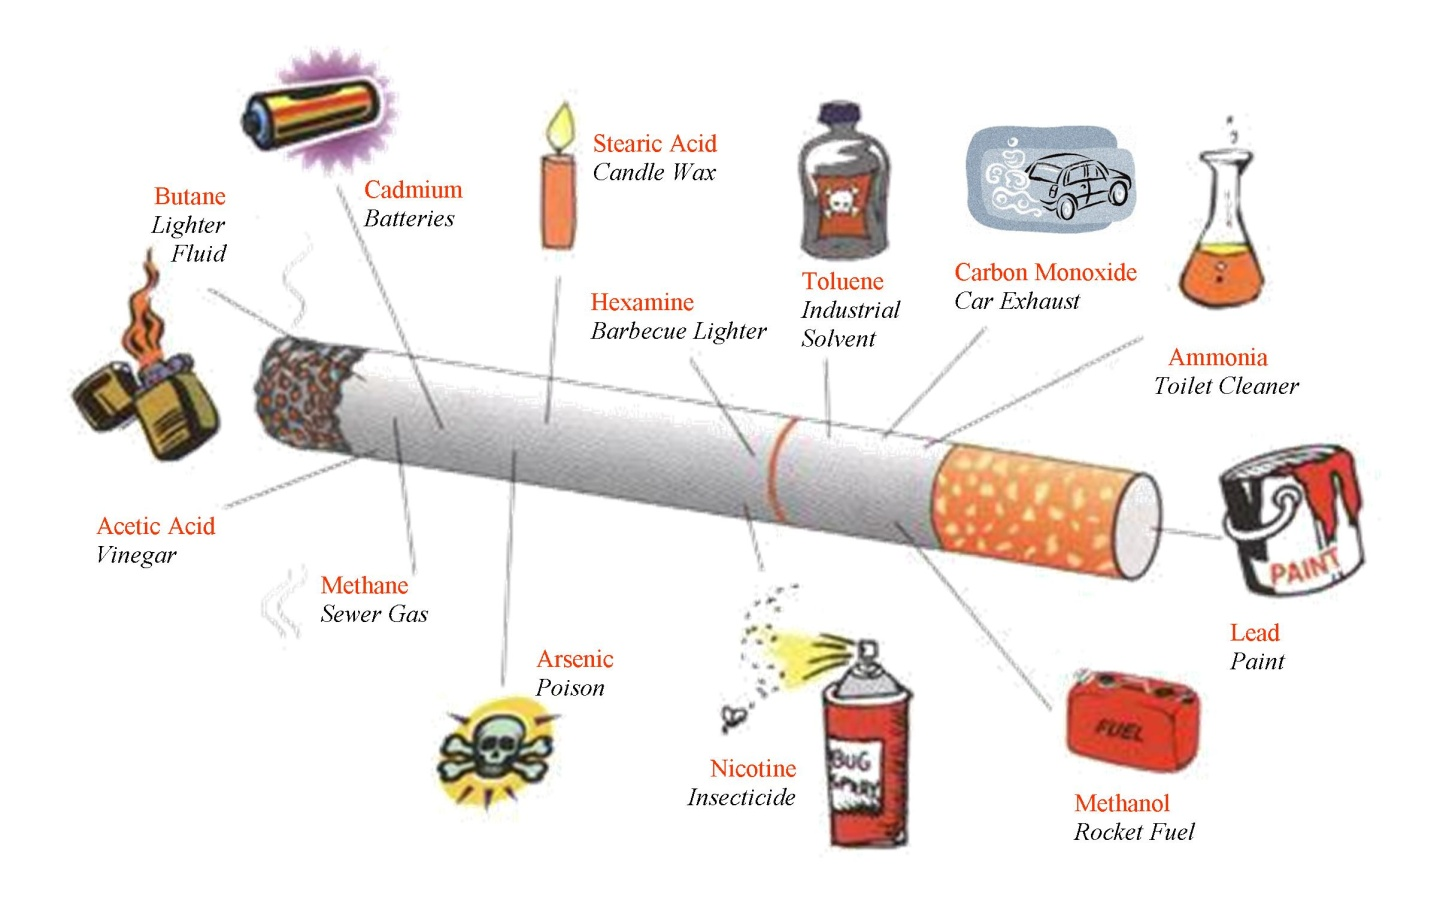 Butane
Lighter
Fluid
Cadmium
Batteries
Stearic Acid
Candle Wax
Hexamine
Barbecue Lighter
Toluene
Industrial
Solvent
Carbon Monoxide
Car Exhaust
Ammonia
Toilet Cleaner
Acetic Acid
Vinegar
Methane
Sewer Gas
Arsenic
Poison
Nicotine
Insecticide
BUG
SPRAY
FUEL
Methanol
Rocket Fuel
PAINT
Lead
Paint